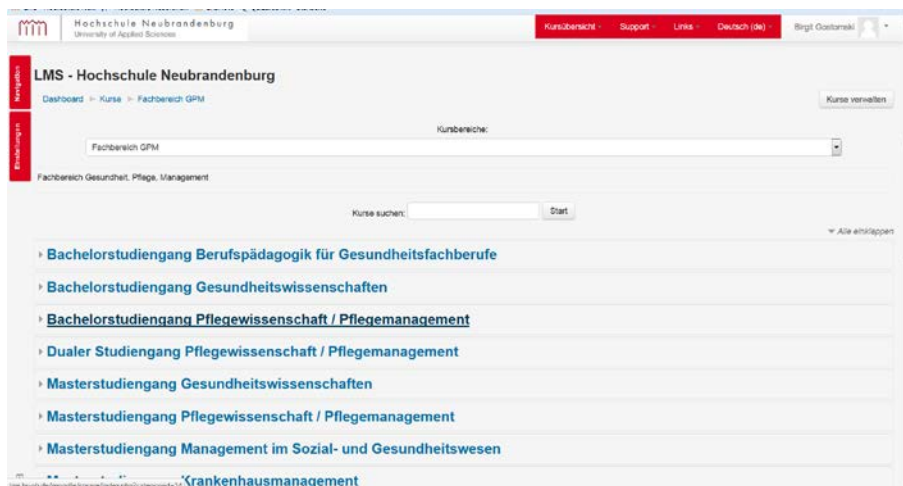 Hochschule Neubrandenburg
University of Applied Sciences
Kursübersicht
Support
Links
Deutsch (de)
Birgit Gostomski
Navigation
LMS - Hochschule Neubrandenburg
Dashboard
Kurse
Fachbereich GPM
Kurse verwalten
Einstellungen
Kursbereiche:
Fachbereich GPM
Fachbereich Gesundheit, Pflege, Management
Kurse suchen:
Start
Alle einklappen
Bachelorstudiengang Berufspädagogik für Gesundheitsfachberufe
Bachelorstudiengang Gesundheitswissenschaften
Bachelorstudiengang Pflegewissenschaft / Pflegemanagement
Dualer Studiengang Pflegewissenschaft / Pflegemanagement
Masterstudiengang Gesundheitswissenschaften
Masterstudiengang Pflegewissenschaft / Pflegemanagement
Masterstudiengang Management im Sozial- und Gesundheitswesen
Krankenhausmanagement